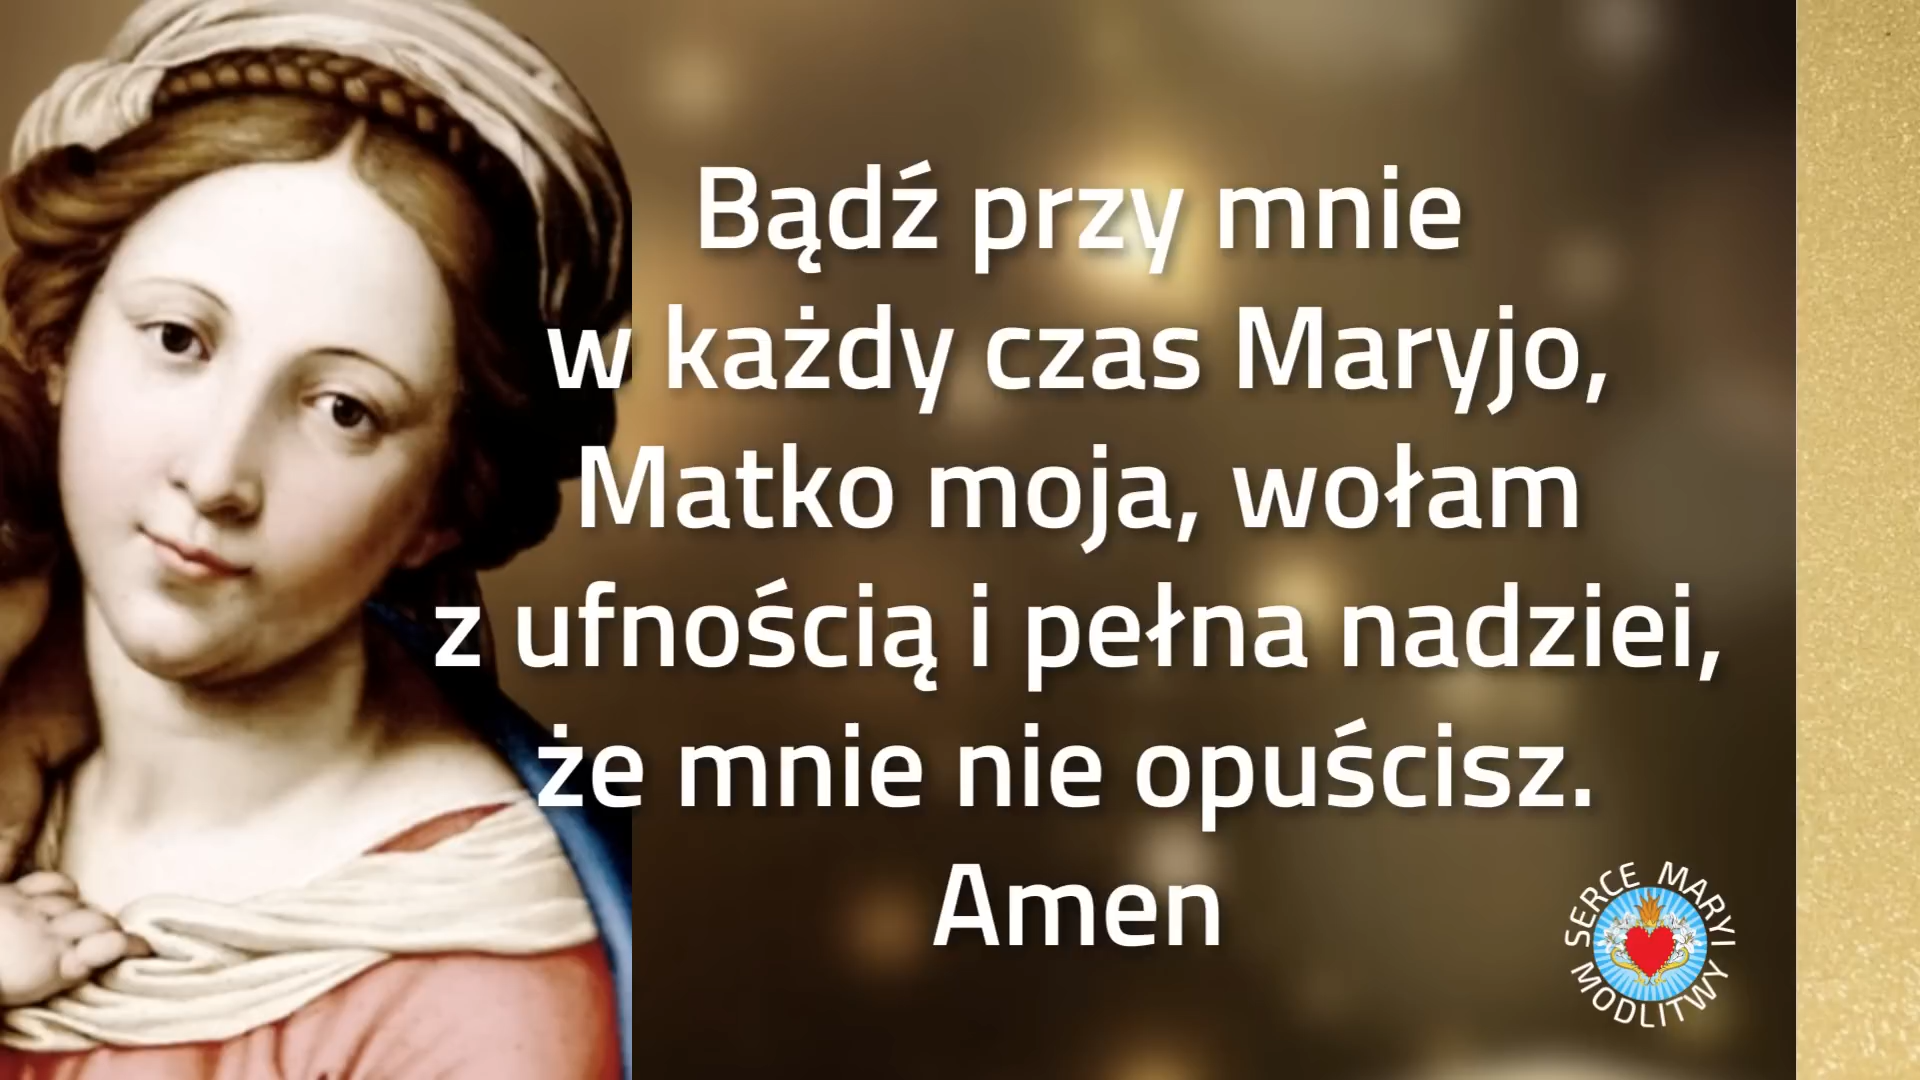 Bądź przy mnie
w każdy czas Maryjo,
Matko moja, wołam
z ufnością i pełna nadziei,
że mnie nie opuścisz.
Amen
SERCE MARYI
MODLITWY